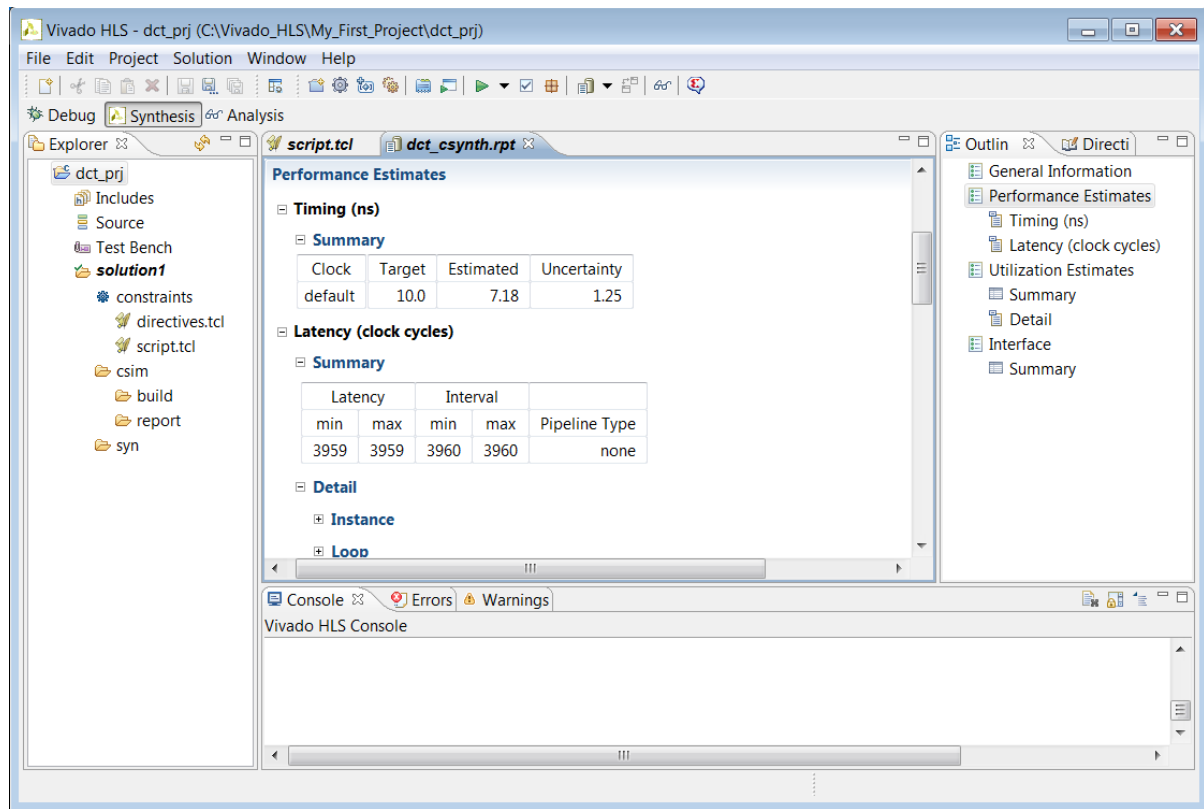 Vivado HLS - dct_prj (C:\Vivado_HLS\My_First_Project\dct_prj)
File Edit Project Solution Window Help
Debug Synthesis Analysis
Explorer
dct_prj
Includes
Source
Test Bench
solution1
constraints
directives.tcl
script.tcl
csim
build
report
syn
script.tcl dct_csynth.rpt
Performance Estimates
Timing (ns)
Summary
Clock Target Estimated Uncertainty
default 10.0 7.18 1.25
Latency (clock cycles)
Summary
Latency Interval
min max min max Pipeline Type
3959 3959 3960 3960 none
Detail
Instance
Loop
Outlin Directi
General Information
Performance Estimates
Timing (ns)
Latency (clock cycles)
Utilization Estimates
Summary
Detail
Interface
Summary
Console Errors Warnings
Vivado HLS Console